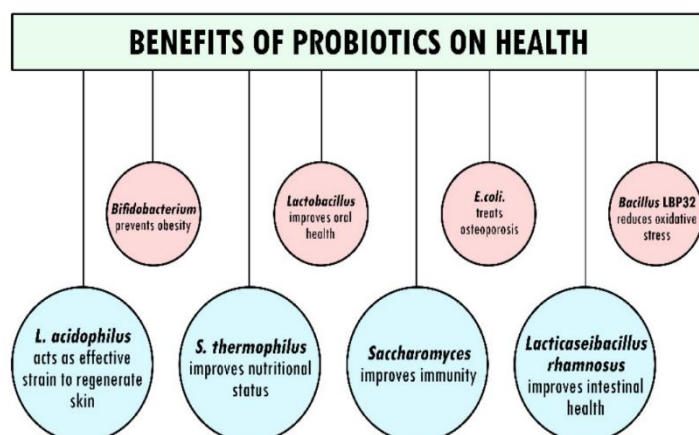 BENEFITS OF PROBIOTICS ON HEALTH
Bifidobacterium
prevents obesity
Lactobacillus
improves oral
health
E.coli.
treats
osteoporosis
Bacillus LBP32
reduces oxidative
stress
L. acidophilus
acts as effective
strain to regenerate
skin
S. thermophilus
improves nutritional
status
Saccharomyces
improves immunity
Lacticaseibacillus
rhamnosus
improves intestinal
health